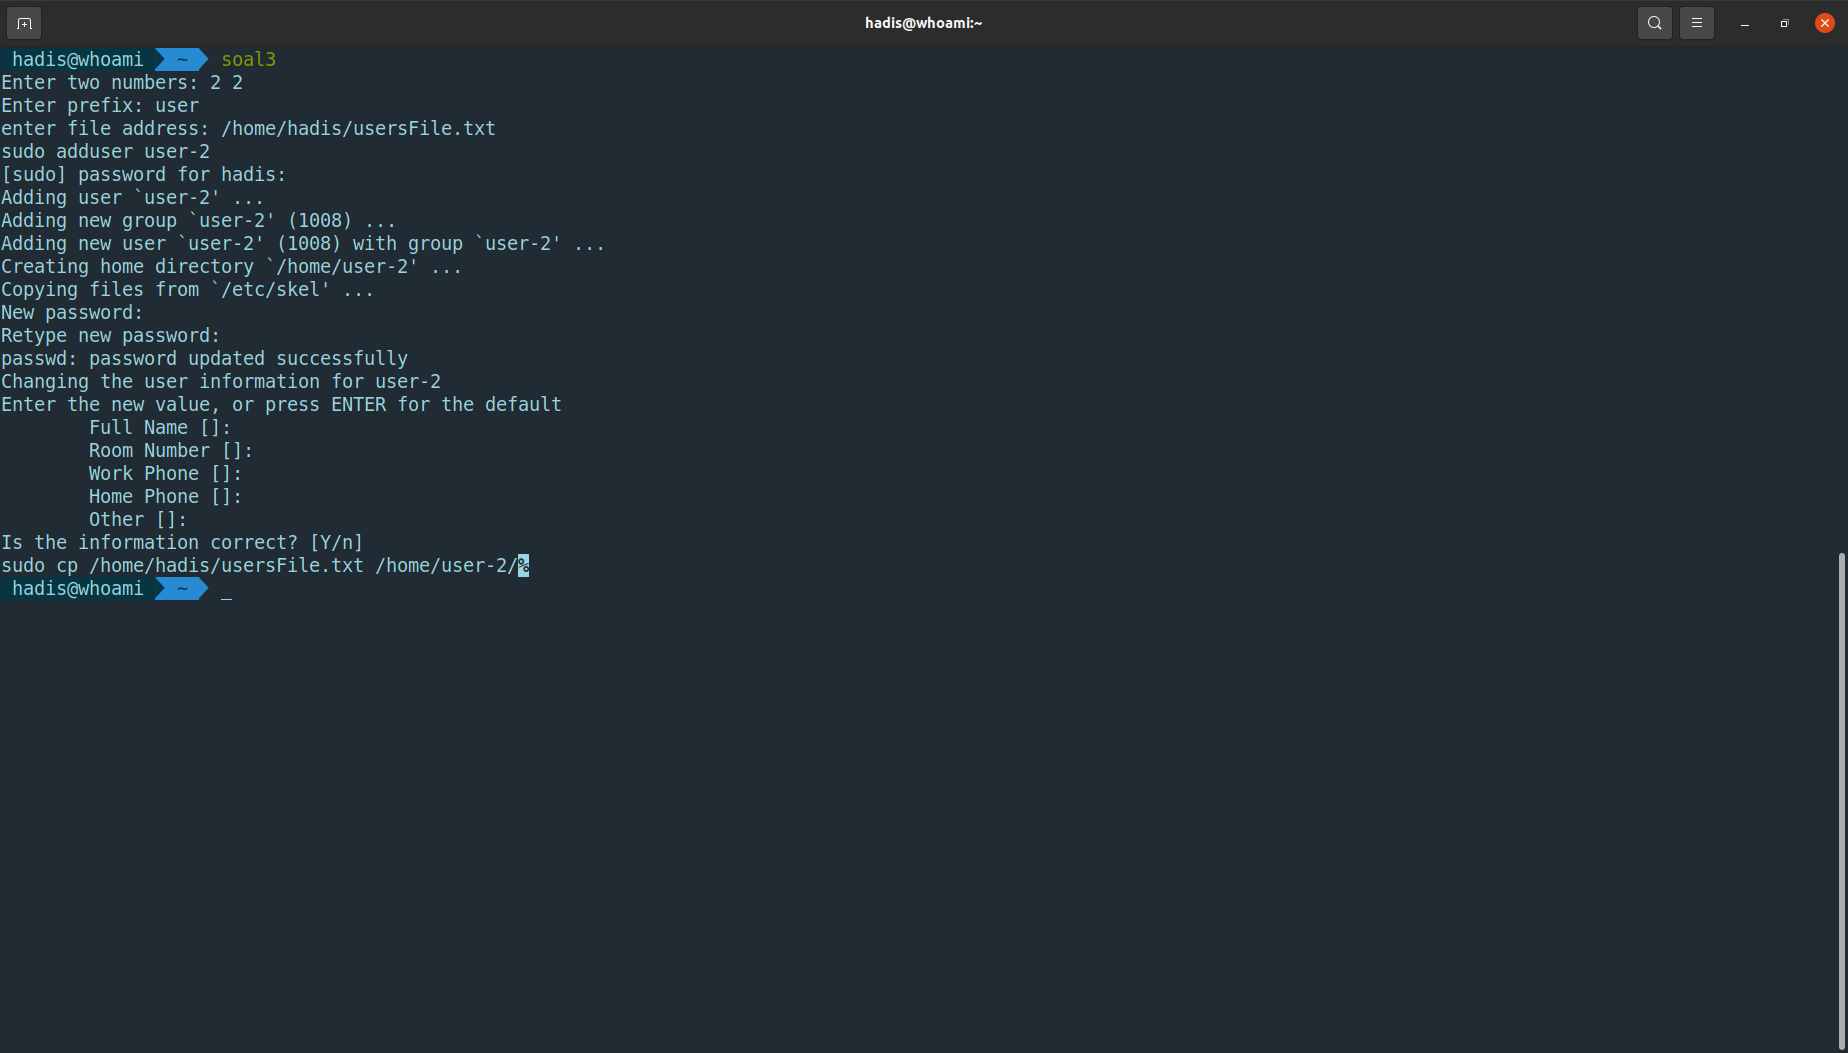 hadis@whoami:~
hadis@whoami ~ soal3
Enter two numbers: 2 2
Enter prefix: user
enter file address: /home/hadis/usersFile.txt
sudo adduser user-2
[sudo] password for hadis:
Adding user `user-2' ...
Adding new group `user-2' (1008) ...
Adding new user `user-2' (1008) with group `user-2' ...
Creating home directory `/home/user-2' ...
Copying files from `/etc/skel' ...
New password:
Retype new password:
passwd: password updated successfully
Changing the user information for user-2
Enter the new value, or press ENTER for the default
Full Name []:
Room Number []:
Work Phone []:
Home Phone []:
Other []:
Is the information correct? [Y/n]
sudo cp /home/hadis/usersFile.txt /home/user-2/%
hadis@whoami ~ _